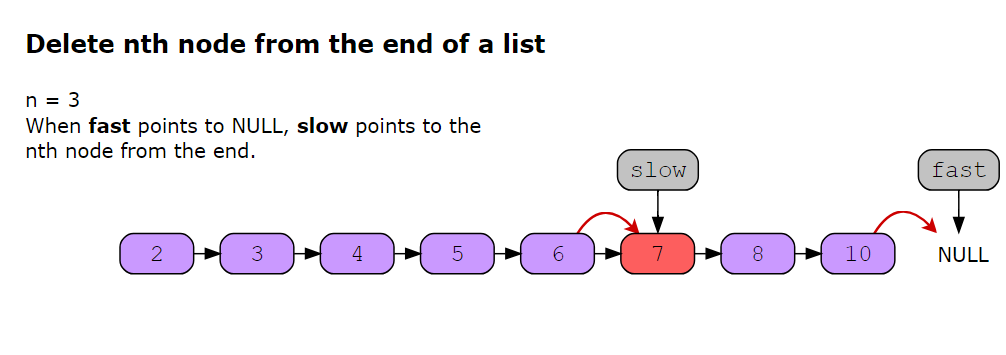 Delete nth node from the end of a list
n = 3
When fast points to NULL, slow points to the
nth node from the end.
slow fast
2 3 4 5 6 7 8 10 NULL